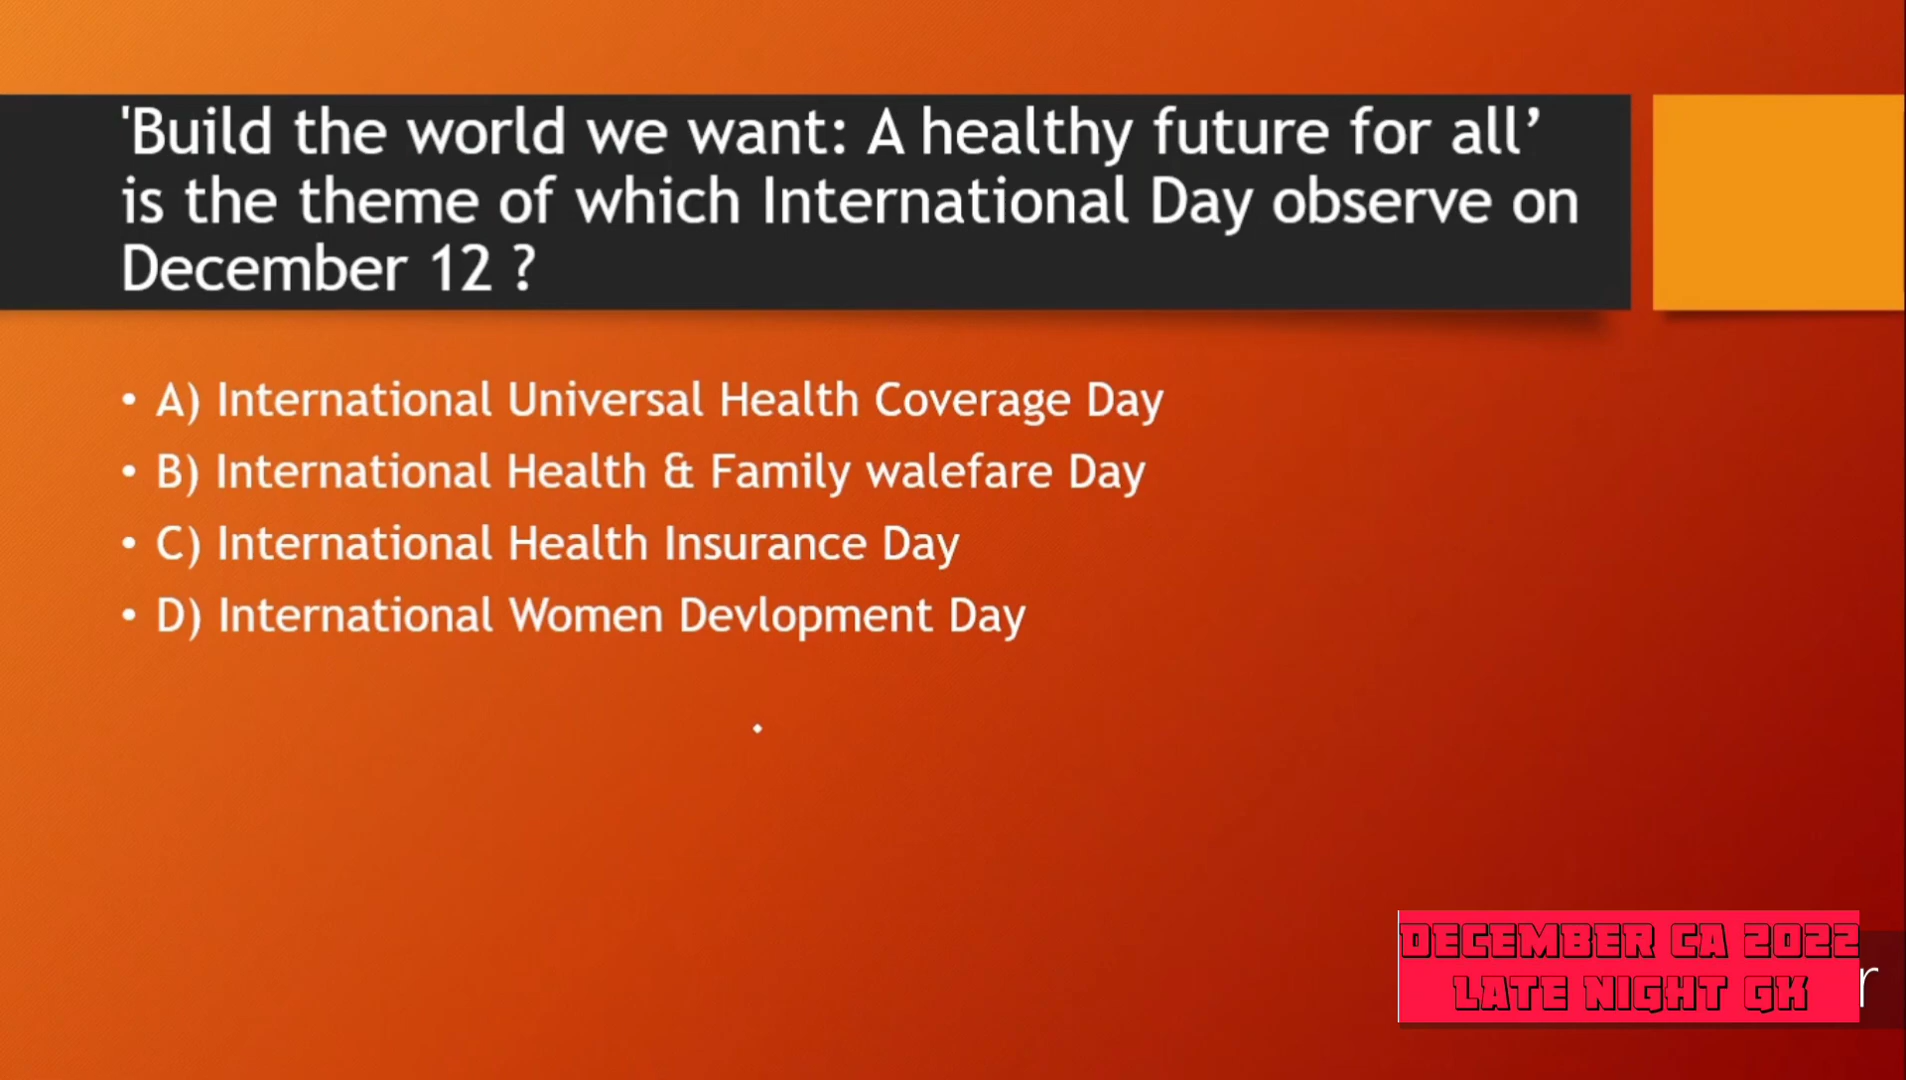 'Build the world we want: A healthy future for all’
is the theme of which International Day observe on
December 12 ?
• A) International Universal Health Coverage Day
• B) International Health & Family walefare Day
• C) International Health Insurance Day
• D) International Women Devlopment Day
DECEMBER CA 2022
LATE NIGHT GK
r